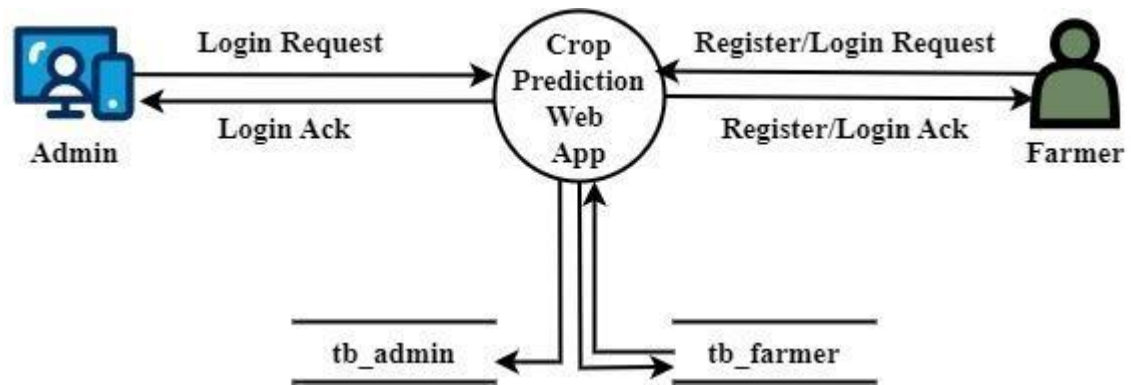 Login Request
Login Ack
Admin
Crop
Prediction
Web
App
Register/Login Request
Register/Login Ack
Farmer
tb_admin
tb_farmer